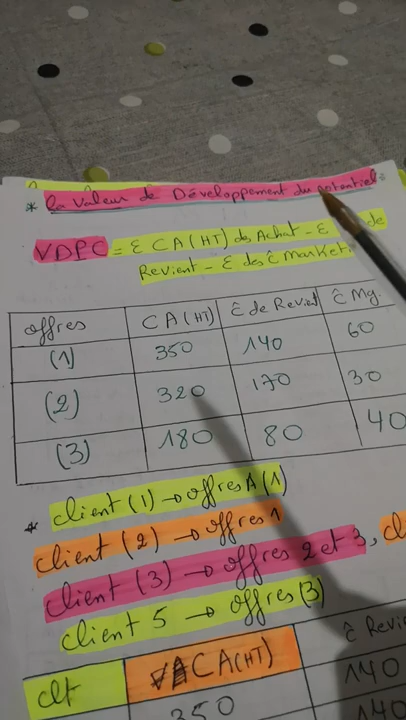 * la valeur de Développement du potentiel:
VDPC = Σ CA(HT) des Achat - Σ de
Revient - Σ des ĉ market
offres CA(HT) ĉ de Revient ĉ Mg.
(1) 350 140 60
(2) 320 170 30
(3) 180 80 40
* client (1) → offres A(1)
client (2) → offres 1
client (3) → offres 2 et 3,
client 5 → offres (3)
clt CA(HT) ĉ Revi
350 140
140